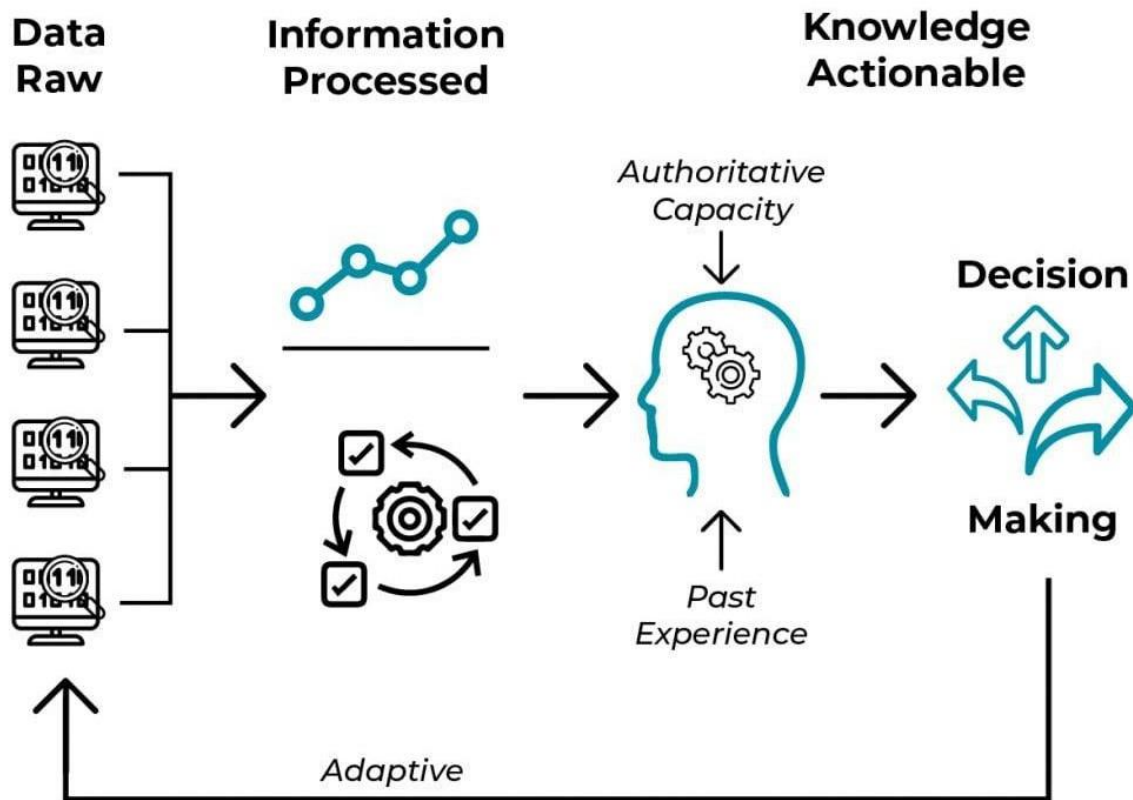 Data
Raw
Information
Processed
Knowledge
Actionable
Authoritative
Capacity
Decision
Making
Past
Experience
Adaptive